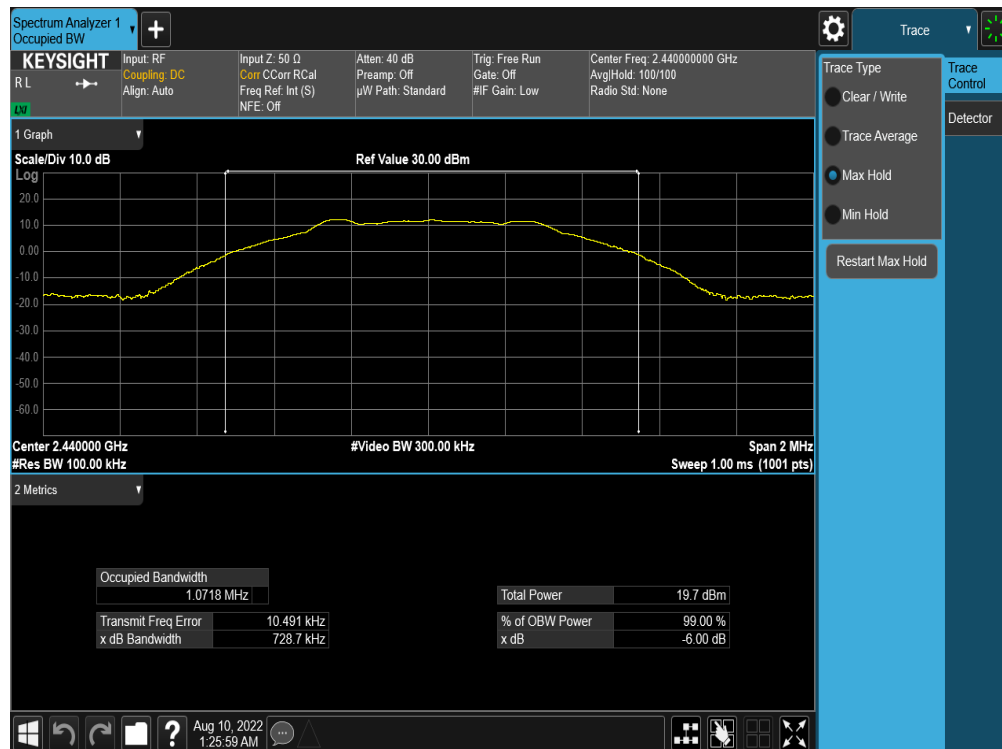 Spectrum Analyzer 1
Occupied BW
Trace
KEYSIGHT
R L
LXI
Input: RF
Coupling: DC
Align: Auto
Input Z: 50 Ω
Corr CCorr RCal
Freq Ref: Int (S)
NFE: Off
Atten: 40 dB
Preamp: Off
µW Path: Standard
Trig: Free Run
Gate: Off
#IF Gain: Low
Center Freq: 2.440000000 GHz
Avg|Hold: 100/100
Radio Std: None
Trace Type
Clear / Write
Trace Average
Max Hold
Min Hold
Restart Max Hold
Trace
Control
Detector
1 Graph
Scale/Div 10.0 dB
Ref Value 30.00 dBm
Log
20.0
10.0
0.00
-10.0
-20.0
-30.0
-40.0
-50.0
-60.0
Center 2.440000 GHz
#Video BW 300.00 kHz
Span 2 MHz
#Res BW 100.00 kHz
Sweep 1.00 ms (1001 pts)
2 Metrics
Occupied Bandwidth
1.0718 MHz
Total Power 19.7 dBm
Transmit Freq Error 10.491 kHz
% of OBW Power 99.00 %
x dB Bandwidth 728.7 kHz
x dB -6.00 dB
Aug 10, 2022
1:25:59 AM